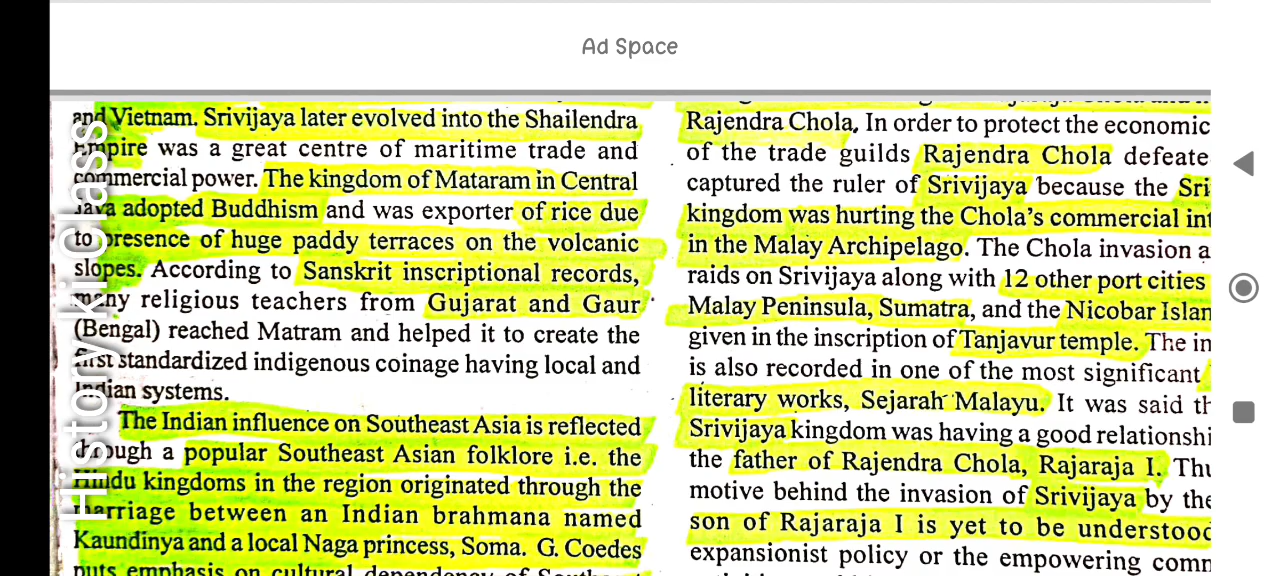 Ad Space
and Vietnam. Srivijaya later evolved into the Shailendra
Empire was a great centre of maritime trade and
commercial power. The kingdom of Mataram in Central
Java adopted Buddhism and was exporter of rice due
to presence of huge paddy terraces on the volcanic
slopes. According to Sanskrit inscriptional records,
many religious teachers from Gujarat and Gaur
(Bengal) reached Matram and helped it to create the
first standardized indigenous coinage having local and
Indian systems.
The Indian influence on Southeast Asia is reflected
through a popular Southeast Asian folklore i.e. the
Hindu kingdoms in the region originated through the
marriage between an Indian brahmana named
Kaundinya and a local Naga princess, Soma. G. Coedes
puts emphasis on cultural dependency of
Rajendra Chola. In order to protect the economic
of the trade guilds Rajendra Chola defeate
captured the ruler of Srivijaya because the Sri
kingdom was hurting the Chola's commercial int
in the Malay Archipelago. The Chola invasion a
raids on Srivijaya along with 12 other port cities
Malay Peninsula, Sumatra, and the Nicobar Islan
given in the inscription of Tanjavur temple. The in
is also recorded in one of the most significant
literary works, Sejarah Malayu. It was said th
Srivijaya kingdom was having a good relationshi
the father of Rajendra Chola, Rajaraja I. Thu
motive behind the invasion of Srivijaya by the
son of Rajaraja I is yet to be understood
expansionist policy or the empowering comm
History ki Class